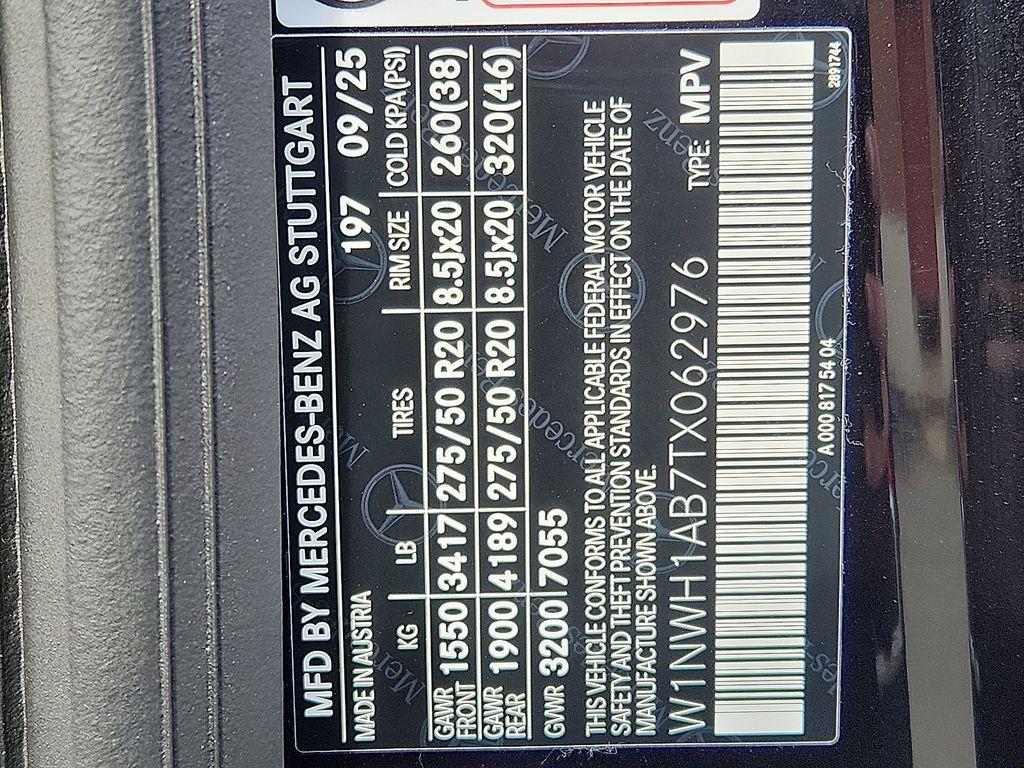 MFD BY MERCEDES-BENZ AG STUTTGART
MADE IN AUSTRIA 197 09/25
KG LB TIRES RIM SIZE COLD KPA(PSI)
GAWR FRONT 1550 3417 275/50 R20 8.5Jx20 260(38)
GAWR REAR 1900 4189 275/50 R20 8.5Jx20 320(46)
GVWR 3200 7055
THIS VEHICLE CONFORMS TO ALL APPLICABLE FEDERAL MOTOR VEHICLE
SAFETY AND THEFT PREVENTION STANDARDS IN EFFECT ON THE DATE OF
MANUFACTURE SHOWN ABOVE.
W1NWH1AB7TX062976 TYPE: MPV
A 000 817 54 04
2891744